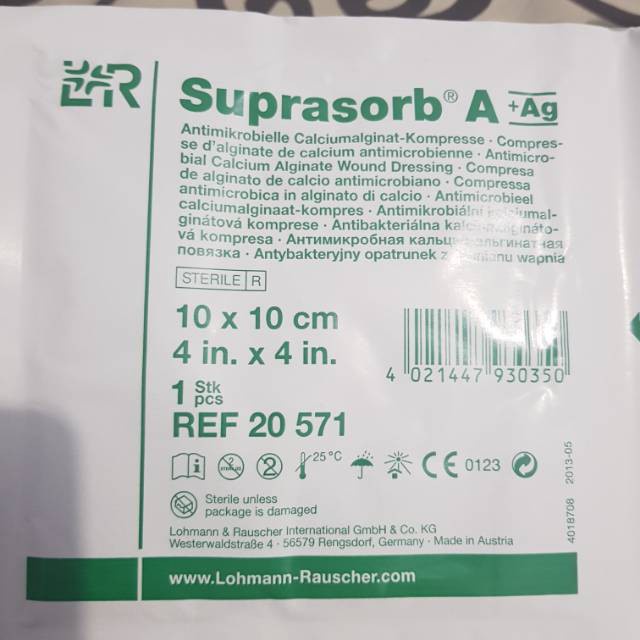 L&R
Suprasorb® A +Ag
Antimikrobielle Calciumalginat-Kompresse · Compres-
se d'alginate de calcium antimicrobienne · Antimicro-
bial Calcium Alginate Wound Dressing · Compresa
de alginato de calcio antimicrobiano · Compressa
antimicrobica in alginato di calcio · Antimicrobieel
calciumalginaat-kompres · Antimikrobiální
ginátová komprese · Antibakteriálna
vá kompresa · Антимикробная
повязка · Antybakteryjny opatrunek z wapnia
STERILE R
10 x 10 cm
4 in. x 4 in.
1 Stk
pcs
REF 20 571
4 021447 930350
25 °C
CE 0123
Sterile unless
package is damaged
Lohmann & Rauscher International GmbH & Co. KG
Westerwaldstraße 4 · 56579 Rengsdorf, Germany · Made in Austria
4018708 2013-05
www.Lohmann-Rauscher.com